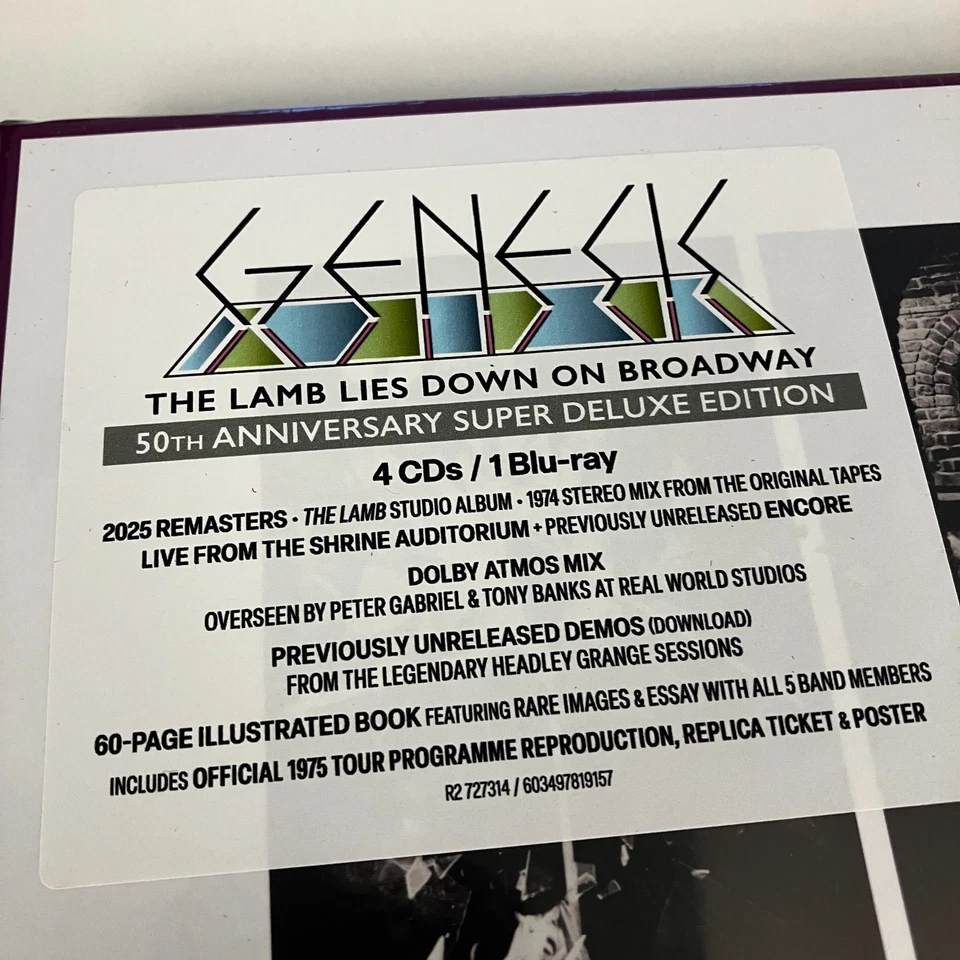 GENESIS
THE LAMB LIES DOWN ON BROADWAY
50TH ANNIVERSARY SUPER DELUXE EDITION
4 CDs / 1 Blu-ray
2025 REMASTERS • THE LAMB STUDIO ALBUM • 1974 STEREO MIX FROM THE ORIGINAL TAPES
LIVE FROM THE SHRINE AUDITORIUM + PREVIOUSLY UNRELEASED ENCORE
DOLBY ATMOS MIX
OVERSEEN BY PETER GABRIEL & TONY BANKS AT REAL WORLD STUDIOS
PREVIOUSLY UNRELEASED DEMOS (DOWNLOAD)
FROM THE LEGENDARY HEADLEY GRANGE SESSIONS
60-PAGE ILLUSTRATED BOOK FEATURING RARE IMAGES & ESSAY WITH ALL 5 BAND MEMBERS
INCLUDES OFFICIAL 1975 TOUR PROGRAMME REPRODUCTION, REPLICA TICKET & POSTER
R2 727314 / 603497819157